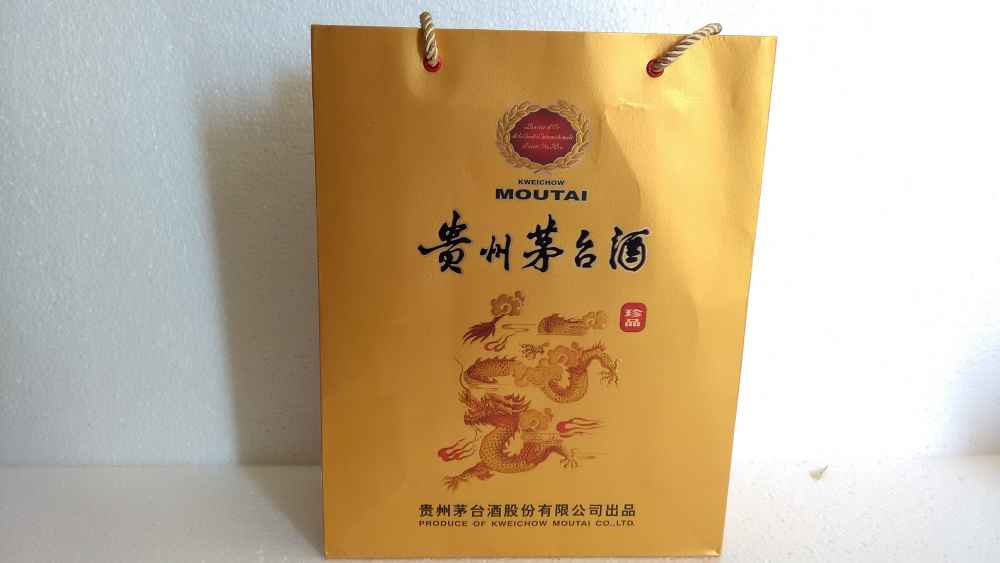 KWEICHOW
MOUTAI
贵州茅台酒
珍品
贵州茅台酒股份有限公司出品
PRODUCE OF KWEICHOW MOUTAI CO.,LTD.